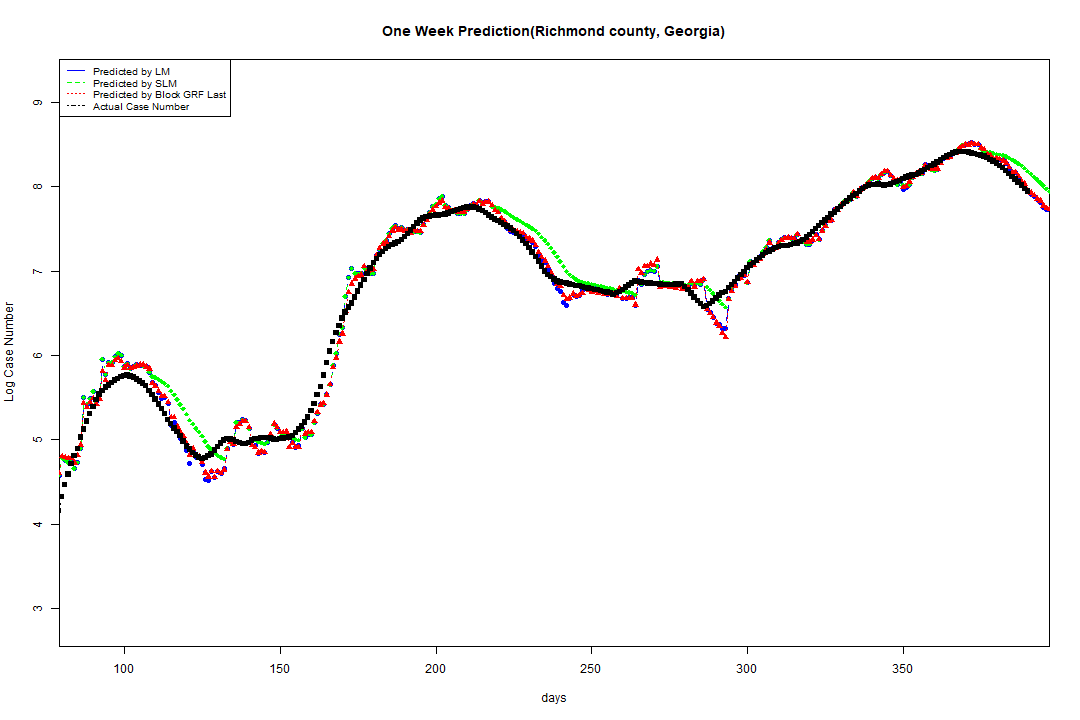 One Week Prediction(Richmond county, Georgia)
Predicted by LM
Predicted by SLM
Predicted by Block GRF Last
Actual Case Number
9
8
7
6
5
4
3
Log Case Number
100 150 200 250 300 350
days